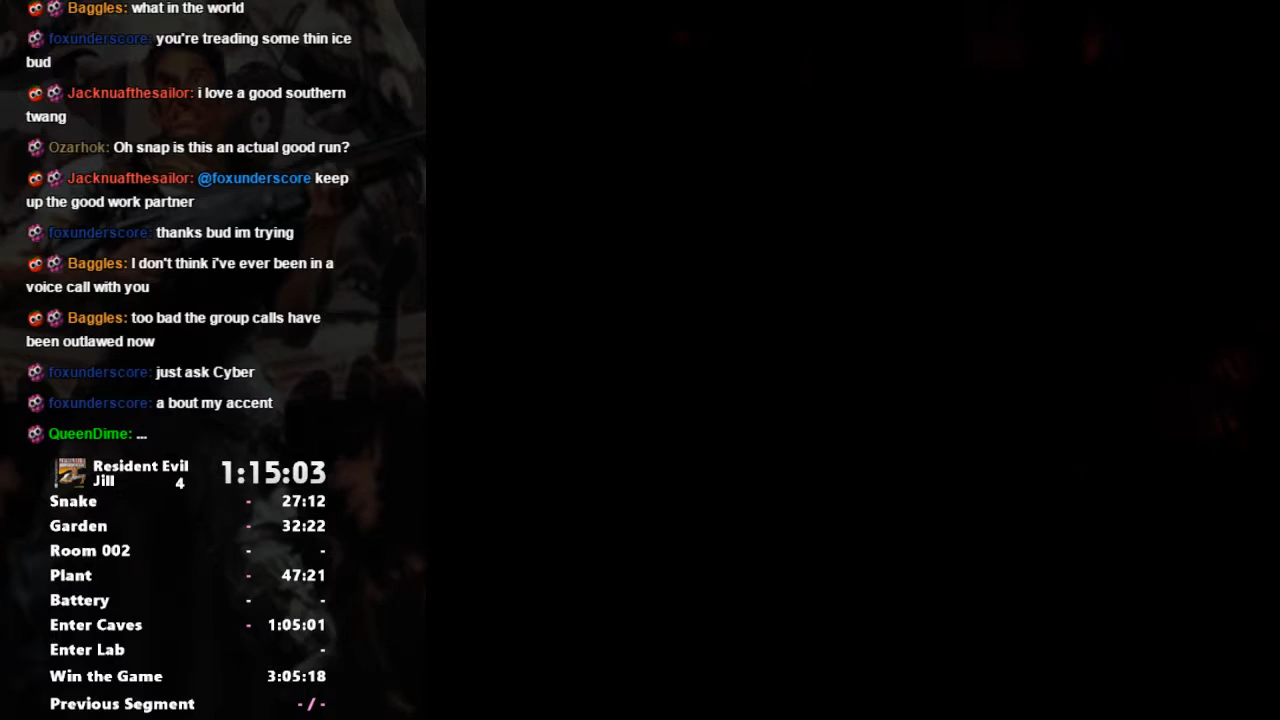 Baggles: what in the world
foxunderscore: you're treading some thin ice
bud
Jacknuafthesailor: i love a good southern
twang
Ozarhok: Oh snap is this an actual good run?
Jacknuafthesailor: @foxunderscore keep
up the good work partner
foxunderscore: thanks bud im trying
Baggles: I don't think i've ever been in a
voice call with you
Baggles: too bad the group calls have
been outlawed now
foxunderscore: just ask Cyber
foxunderscore: a bout my accent
QueenDime: ...
Resident Evil
Jill 4 1:15:03
Snake - 27:12
Garden - 32:22
Room 002 - -
Plant - 47:21
Battery - -
Enter Caves - 1:05:01
Enter Lab -
Win the Game 3:05:18
Previous Segment - / -